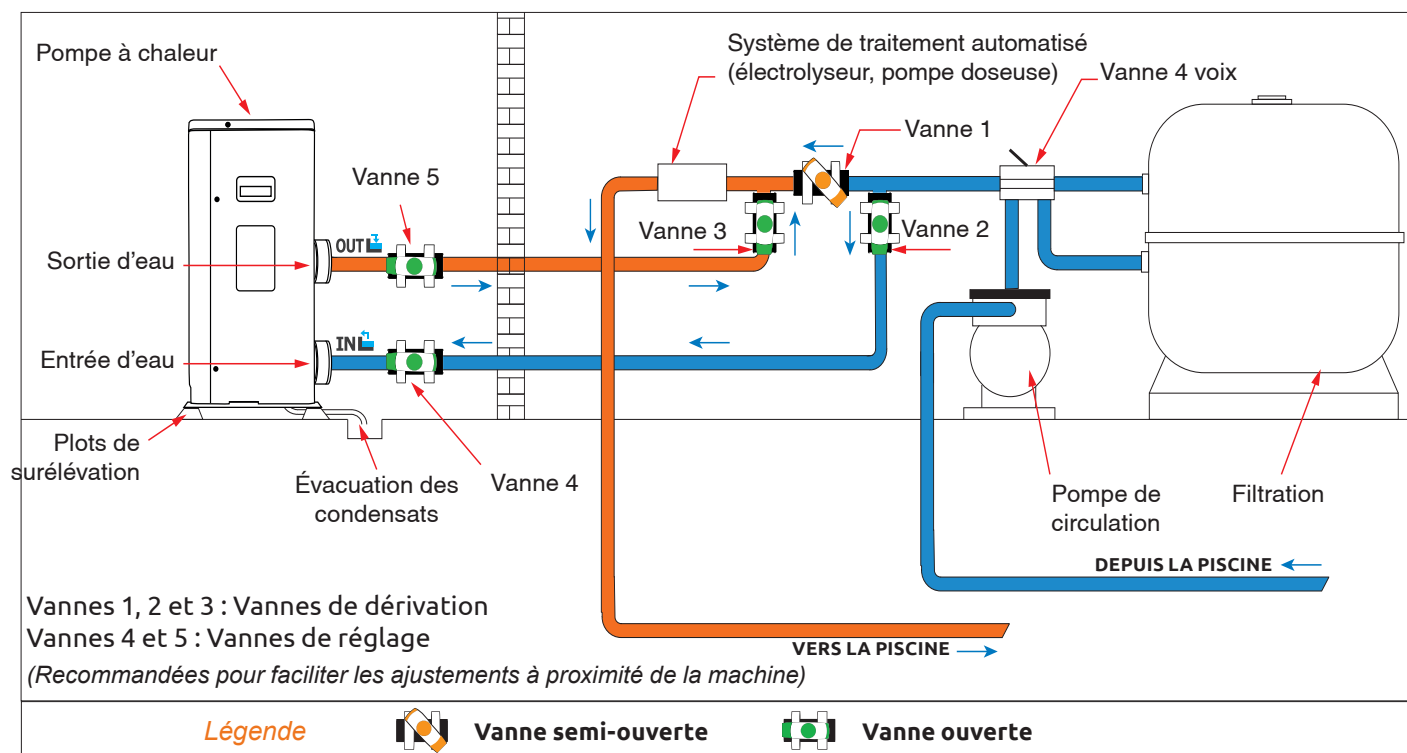 Pompe à chaleur
Système de traitement automatisé
(électrolyseur, pompe doseuse)
Vanne 4 voix
Vanne 1
Vanne 5
Vanne 3
Vanne 2
OUT
Sortie d'eau
IN
Entrée d'eau
Plots de
surélévation
Évacuation des
condensats
Vanne 4
Pompe de
circulation
Filtration
DEPUIS LA PISCINE
Vannes 1, 2 et 3 : Vannes de dérivation
Vannes 4 et 5 : Vannes de réglage
VERS LA PISCINE
(Recommandées pour faciliter les ajustements à proximité de la machine)
Légende
Vanne semi-ouverte
Vanne ouverte